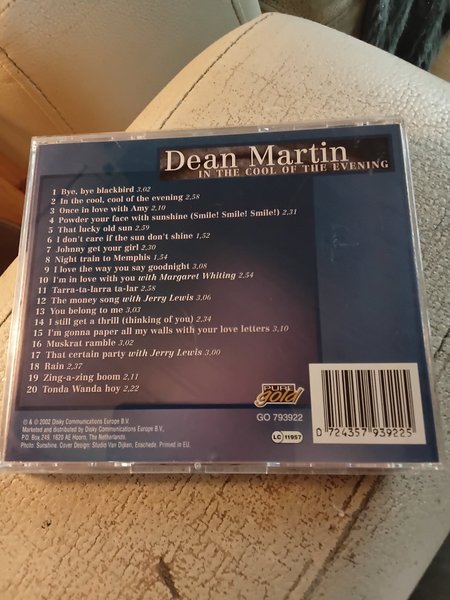 Dean Martin
IN THE COOL OF THE EVENING
1 Bye, bye blackbird 3,02
2 In the cool, cool of the evening 2,58
3 Once in love with Amy 2,10
4 Powder your face with sunshine (Smile! Smile! Smile!) 2,31
5 That lucky old sun 2,59
6 I don't care if the sun don't shine 1,52
7 Johnny get your girl 2,30
8 Night train to Memphis 1,54
9 I love the way you say goodnight 3,08
10 I'm in love with you with Margaret Whiting 2,54
11 Tarra-ta-larra ta-lar 2,58
12 The money song with Jerry Lewis 3,06
13 You belong to me 3,03
14 I still get a thrill (thinking of you) 2,34
15 I'm gonna paper all my walls with your love letters 3,10
16 Muskrat ramble 3,02
17 That certain party with Jerry Lewis 3,00
18 Rain 2,37
19 Zing-a-zing boom 2,11
20 Tonda Wanda hoy 2,22
PURE
gold
GO 793922
LC 11957
0 724357 939225
℗ & © 2002 Disky Communications Europe B.V.
Marketed and distributed by Disky Communications Europe B.V.,
P.O. Box 249, 1620 AE Hoorn, The Netherlands.
Photo: Sunshine. Cover Design: Studio Van Dijken, Enschede. Printed in EU.